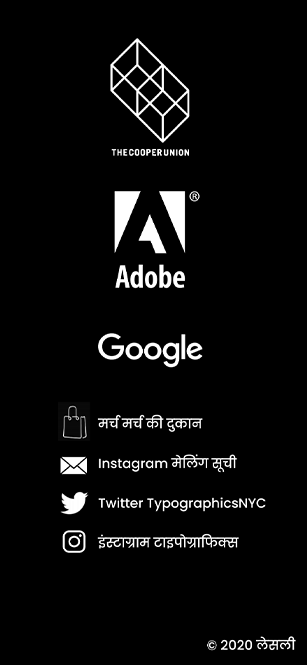 THE COOPER UNION
Adobe®
Google
मर्च मर्च की दुकान
Instagram मेलिंग सूची
Twitter TypographicsNYC
इंस्टाग्राम टाइपोग्राफिक्स
© 2020 लेसली